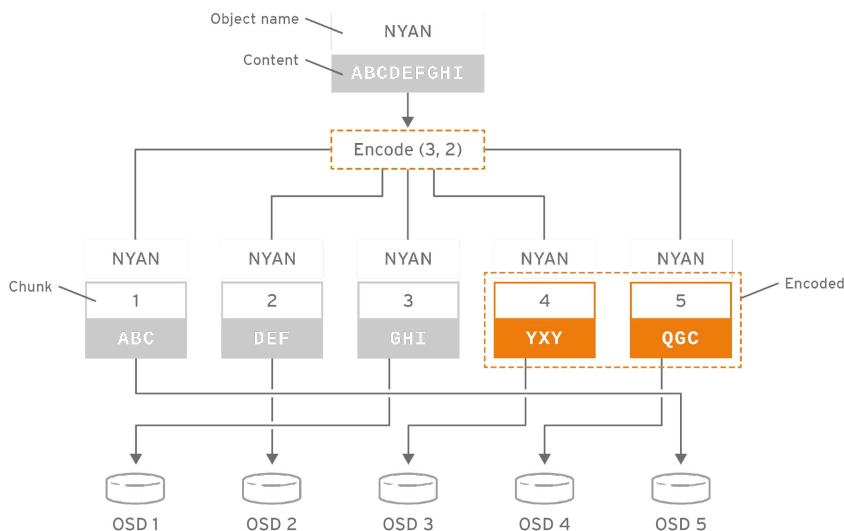 Object name
NYAN
Content
ABCDEFGHI
Encode (3, 2)
NYAN NYAN NYAN NYAN NYAN
Chunk
1 2 3 4 5
Encoded
ABC DEF GHI YXY QGC
OSD 1 OSD 2 OSD 3 OSD 4 OSD 5